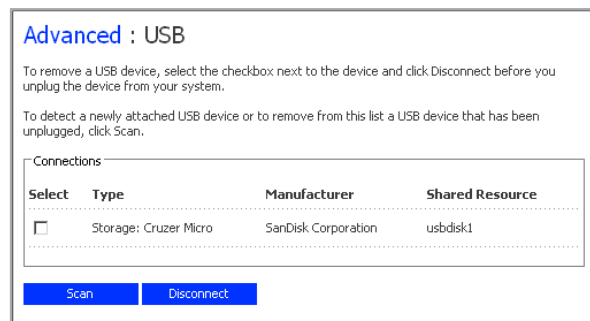 Advanced : USB
To remove a USB device, select the checkbox next to the device and click Disconnect before you
unplug the device from your system.
To detect a newly attached USB device or to remove from this list a USB device that has been
unplugged, click Scan.
Connections
Select Type Manufacturer Shared Resource
Storage: Cruzer Micro SanDisk Corporation usbdisk1
Scan Disconnect